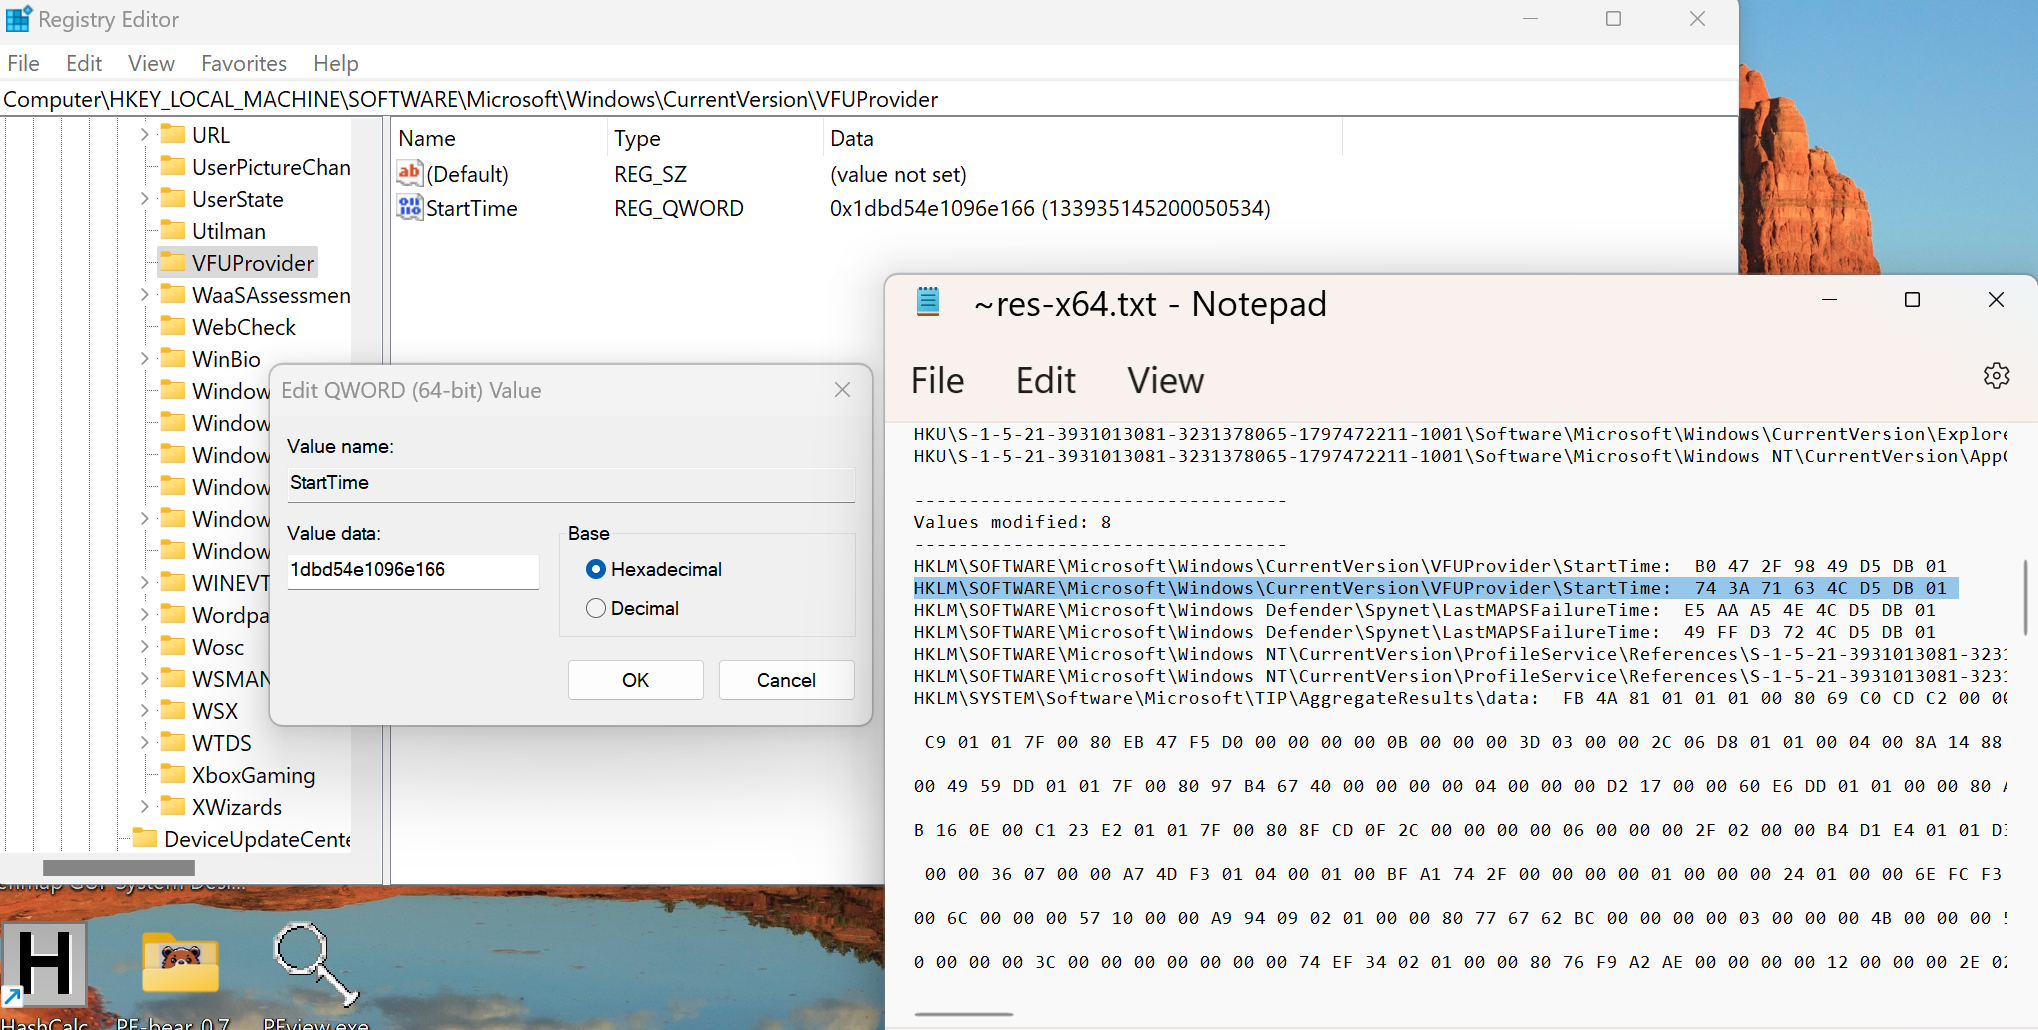 Registry Editor
File Edit View Favorites Help
Computer\HKEY_LOCAL_MACHINE\SOFTWARE\Microsoft\Windows\CurrentVersion\VFUProvider
URL
UserPictureChan
UserState
Utilman
VFUProvider
WaaSAssessmen
WebCheck
WinBio
Window
Window
Window
Window
Window
Window
WINEVT
Wordpa
Wosc
WSMAN
WSX
WTDS
XboxGaming
XWizards
DeviceUpdateCente
Name Type Data
(Default) REG_SZ (value not set)
StartTime REG_QWORD 0x1dbd54e1096e166 (133935145200050534)
Edit QWORD (64-bit) Value
Value name:
StartTime
Value data:
1dbd54e1096e166
Base
Hexadecimal
Decimal
OK Cancel
~res-x64.txt - Notepad
File Edit View
HKU\S-1-5-21-3931013081-3231378065-1797472211-1001\Software\Microsoft\Windows\CurrentVersion\Explore
HKU\S-1-5-21-3931013081-3231378065-1797472211-1001\Software\Microsoft\Windows NT\CurrentVersion\AppC
----------------------------------
Values modified: 8
----------------------------------
HKLM\SOFTWARE\Microsoft\Windows\CurrentVersion\VFUProvider\StartTime:  B0 47 2F 98 49 D5 DB 01
HKLM\SOFTWARE\Microsoft\Windows\CurrentVersion\VFUProvider\StartTime:  74 3A 71 63 4C D5 DB 01
HKLM\SOFTWARE\Microsoft\Windows Defender\Spynet\LastMAPSFailureTime:  E5 AA A5 4E 4C D5 DB 01
HKLM\SOFTWARE\Microsoft\Windows Defender\Spynet\LastMAPSFailureTime:  49 FF D3 72 4C D5 DB 01
HKLM\SOFTWARE\Microsoft\Windows NT\CurrentVersion\ProfileService\References\S-1-5-21-3931013081-3231
HKLM\SOFTWARE\Microsoft\Windows NT\CurrentVersion\ProfileService\References\S-1-5-21-3931013081-3231
HKLM\SYSTEM\Software\Microsoft\TIP\AggregateResults\data:  FB 4A 81 01 01 01 00 80 69 C0 CD C2 00 00
C9 01 01 7F 00 80 EB 47 F5 D0 00 00 00 00 0B 00 00 00 3D 03 00 00 2C 06 D8 01 01 00 04 00 8A 14 88
00 49 59 DD 01 01 7F 00 80 97 B4 67 40 00 00 00 00 04 00 00 00 D2 17 00 00 60 E6 DD 01 01 00 00 80
B 16 0E 00 C1 23 E2 01 01 7F 00 80 8F CD 0F 2C 00 00 00 00 06 00 00 00 2F 02 00 00 B4 D1 E4 01 01
00 00 36 07 00 00 A7 4D F3 01 04 00 01 00 BF A1 74 2F 00 00 00 00 01 00 00 00 24 01 00 00 6E FC F3
00 6C 00 00 00 57 10 00 00 A9 94 09 02 01 00 00 80 77 67 62 BC 00 00 00 00 03 00 00 00 4B 00 00 00
0 00 00 00 3C 00 00 00 00 00 00 00 74 EF 34 02 01 00 00 80 76 F9 A2 AE 00 00 00 00 12 00 00 00 2E
HashCalc PE-bear_0.7 PEview.exe